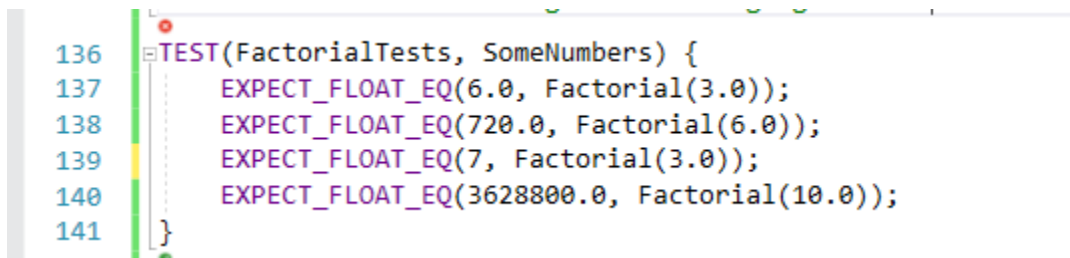 136 TEST(FactorialTests, SomeNumbers) {
137 EXPECT_FLOAT_EQ(6.0, Factorial(3.0));
138 EXPECT_FLOAT_EQ(720.0, Factorial(6.0));
139 EXPECT_FLOAT_EQ(7, Factorial(3.0));
140 EXPECT_FLOAT_EQ(3628800.0, Factorial(10.0));
141 }